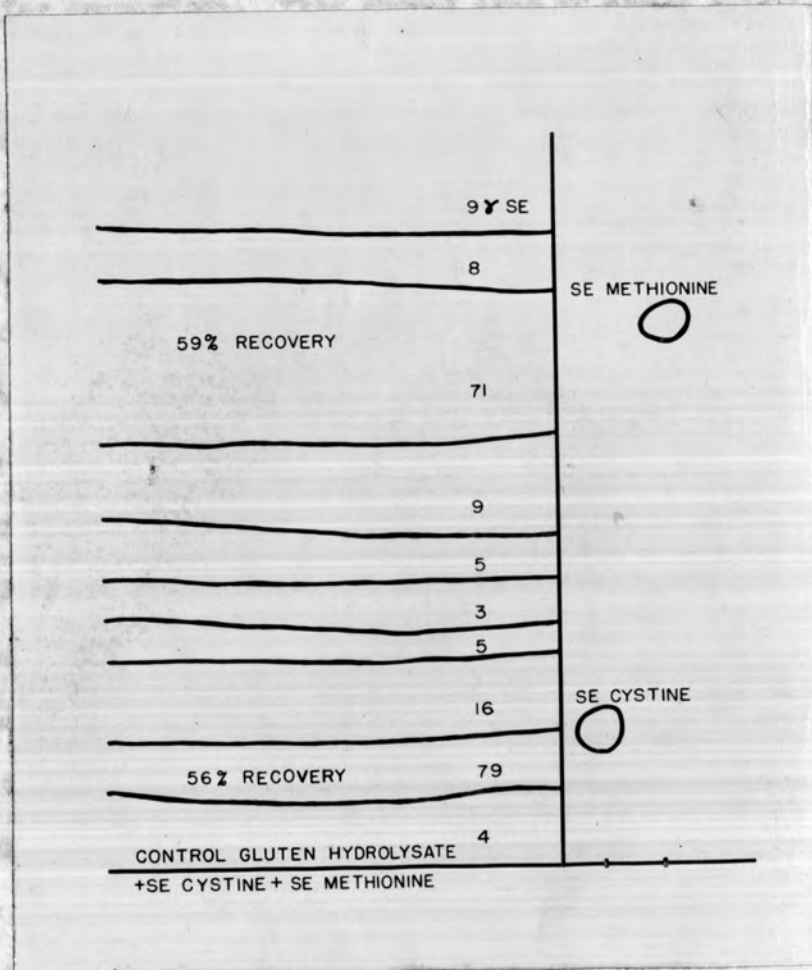 9 γ SE
8
SE METHIONINE
59% RECOVERY
71
9
5
3
5
SE CYSTINE
16
56% RECOVERY
79
4
CONTROL GLUTEN HYDROLYSATE
+SE CYSTINE + SE METHIONINE